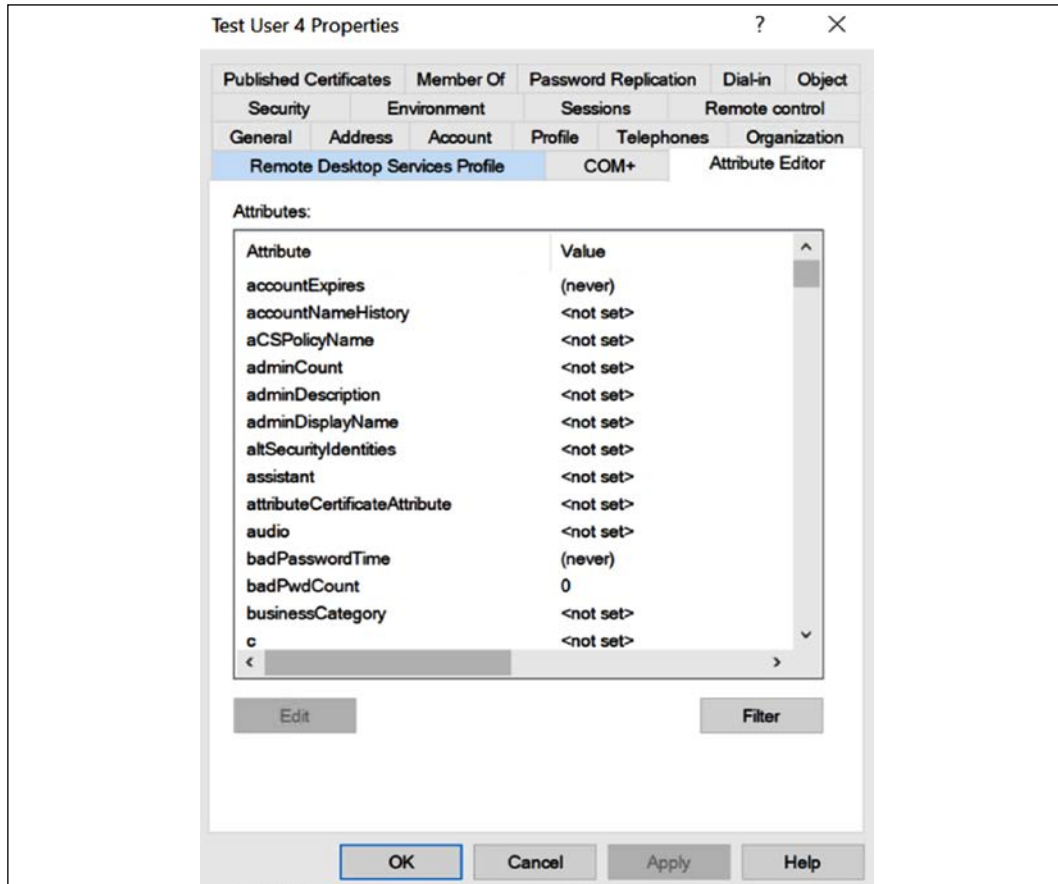 Test User 4 Properties ? ×
Published Certificates Member Of Password Replication Dial-in Object
Security Environment Sessions Remote control
General Address Account Profile Telephones Organization
Remote Desktop Services Profile COM+ Attribute Editor
Attributes:
Attribute Value
accountExpires (never)
accountNameHistory <not set>
aCSPolicyName <not set>
adminCount <not set>
adminDescription <not set>
adminDisplayName <not set>
altSecurityIdentities <not set>
assistant <not set>
attributeCertificateAttribute <not set>
audio <not set>
badPasswordTime (never)
badPwdCount 0
businessCategory <not set>
c <not set>
Edit Filter
OK Cancel Apply Help